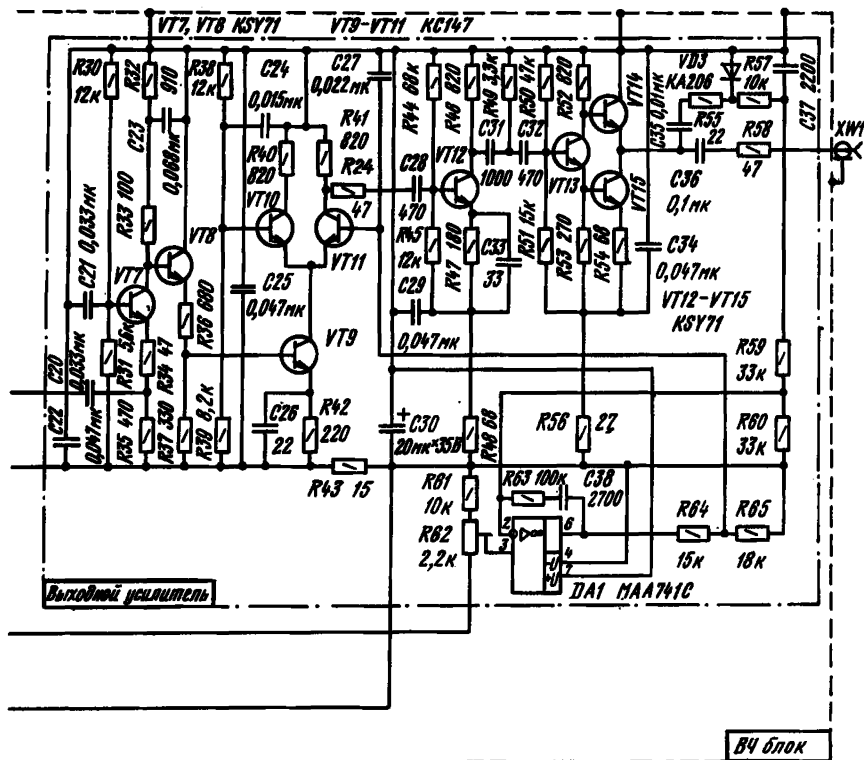 VT7, VT8 KSY71
VT9-VT11 KC147
R30
12к
R32
910
R38
12к
C24
0,015мк
C27
0,022мк
R44 68к
R46 820
R49 3,3к
R50 47к
R52 820
VT14
C35 0,01мк
VD3
KA206
R57
10к
C37 2200
XW1
C23
0,068мк
R41
820
R40
820
R24
47
C28
470
VT12
C31
1000
C32
470
VT13
R55
22
R58
47
VT15
C36
0,1мк
R33 100
C21 0,033мк
VT8
VT7
VT10
VT11
R45
12к
R47 180
C33
33
R51 15к
R53 270
R54 68
C34
0,047мк
C25
0,047мк
C29
0,047мк
VT12-VT15
KSY71
R36 680
VT9
C20
0,033мк
R31 5,6к
R34 47
C22
0,047мк
R35 470
R37 330
R39 8,2к
C26
22
R42
220
C30
+
20мк×35В
R48 68
R56
27
R59
33к
R60
33к
R43 15
R61
10к
R62
2,2к
R63 100к
C38
2700
2
3
6
4
7
-U
+U
R64
15к
R65
18к
DA1 MAA741C
Выходной усилитель
ВЧ блок